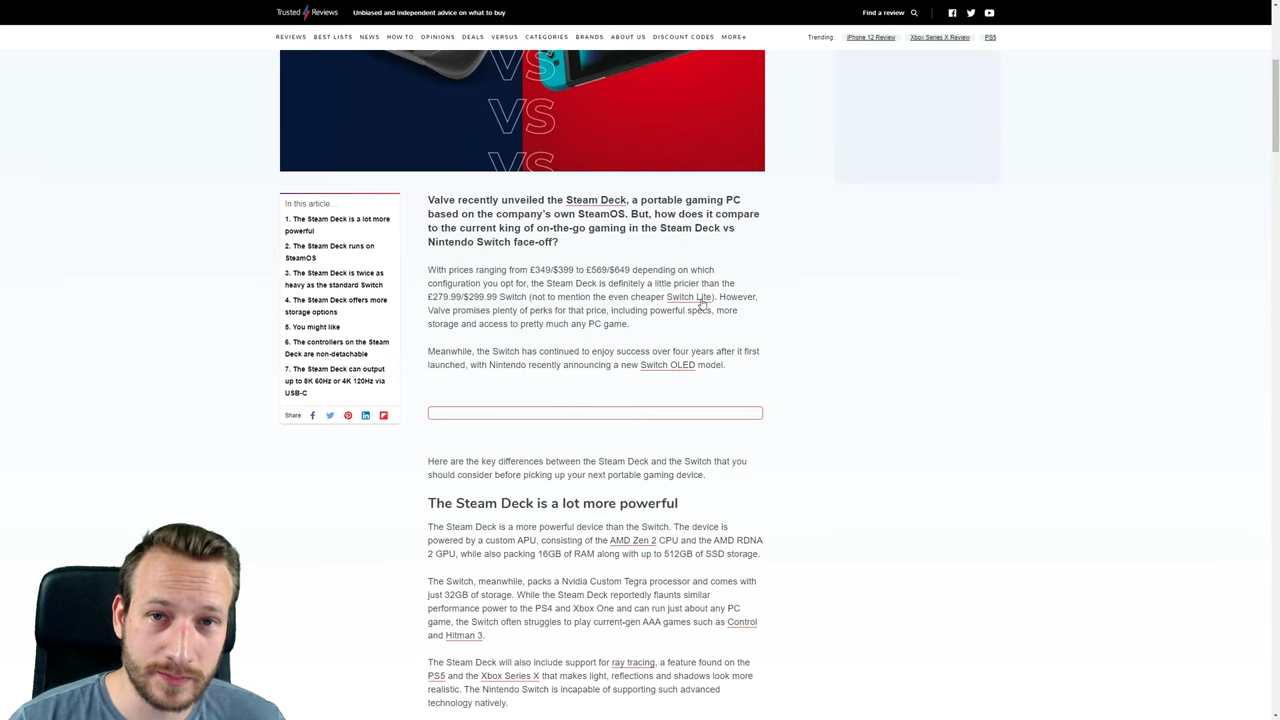 Trusted Reviews
Unbiased and independent advice on what to buy
Find a review
REVIEWS BEST LISTS NEWS HOW TO OPINIONS DEALS VERSUS CATEGORIES BRANDS ABOUT US DISCOUNT CODES MORE+
Trending: iPhone 12 Review Xbox Series X Review PS5
VS
VS
VS
In this article...
1. The Steam Deck is a lot more
powerful
2. The Steam Deck runs on
SteamOS
3. The Steam Deck is twice as
heavy as the standard Switch
4. The Steam Deck offers more
storage options
5. You might like
6. The controllers on the Steam
Deck are non-detachable
7. The Steam Deck can output
up to 8K 60Hz or 4K 120Hz via
USB-C
Share:
Valve recently unveiled the Steam Deck, a portable gaming PC
based on the company's own SteamOS. But, how does it compare
to the current king of on-the-go gaming in the Steam Deck vs
Nintendo Switch face-off?
With prices ranging from £349/$399 to £569/$649 depending on which
configuration you opt for, the Steam Deck is definitely a little pricier than the
£279.99/$299.99 Switch (not to mention the even cheaper Switch Lite). However,
Valve promises plenty of perks for that price, including powerful specs, more
storage and access to pretty much any PC game.
Meanwhile, the Switch has continued to enjoy success over four years after it first
launched, with Nintendo recently announcing a new Switch OLED model.
Here are the key differences between the Steam Deck and the Switch that you
should consider before picking up your next portable gaming device.
The Steam Deck is a lot more powerful
The Steam Deck is a more powerful device than the Switch. The device is
powered by a custom APU, consisting of the AMD Zen 2 CPU and the AMD RDNA
2 GPU, while also packing 16GB of RAM along with up to 512GB of SSD storage.
The Switch, meanwhile, packs a Nvidia Custom Tegra processor and comes with
just 32GB of storage. While the Steam Deck reportedly flaunts similar
performance power to the PS4 and Xbox One and can run just about any PC
game, the Switch often struggles to play current-gen AAA games such as Control
and Hitman 3.
The Steam Deck will also include support for ray tracing, a feature found on the
PS5 and the Xbox Series X that makes light, reflections and shadows look more
realistic. The Nintendo Switch is incapable of supporting such advanced
technology natively.